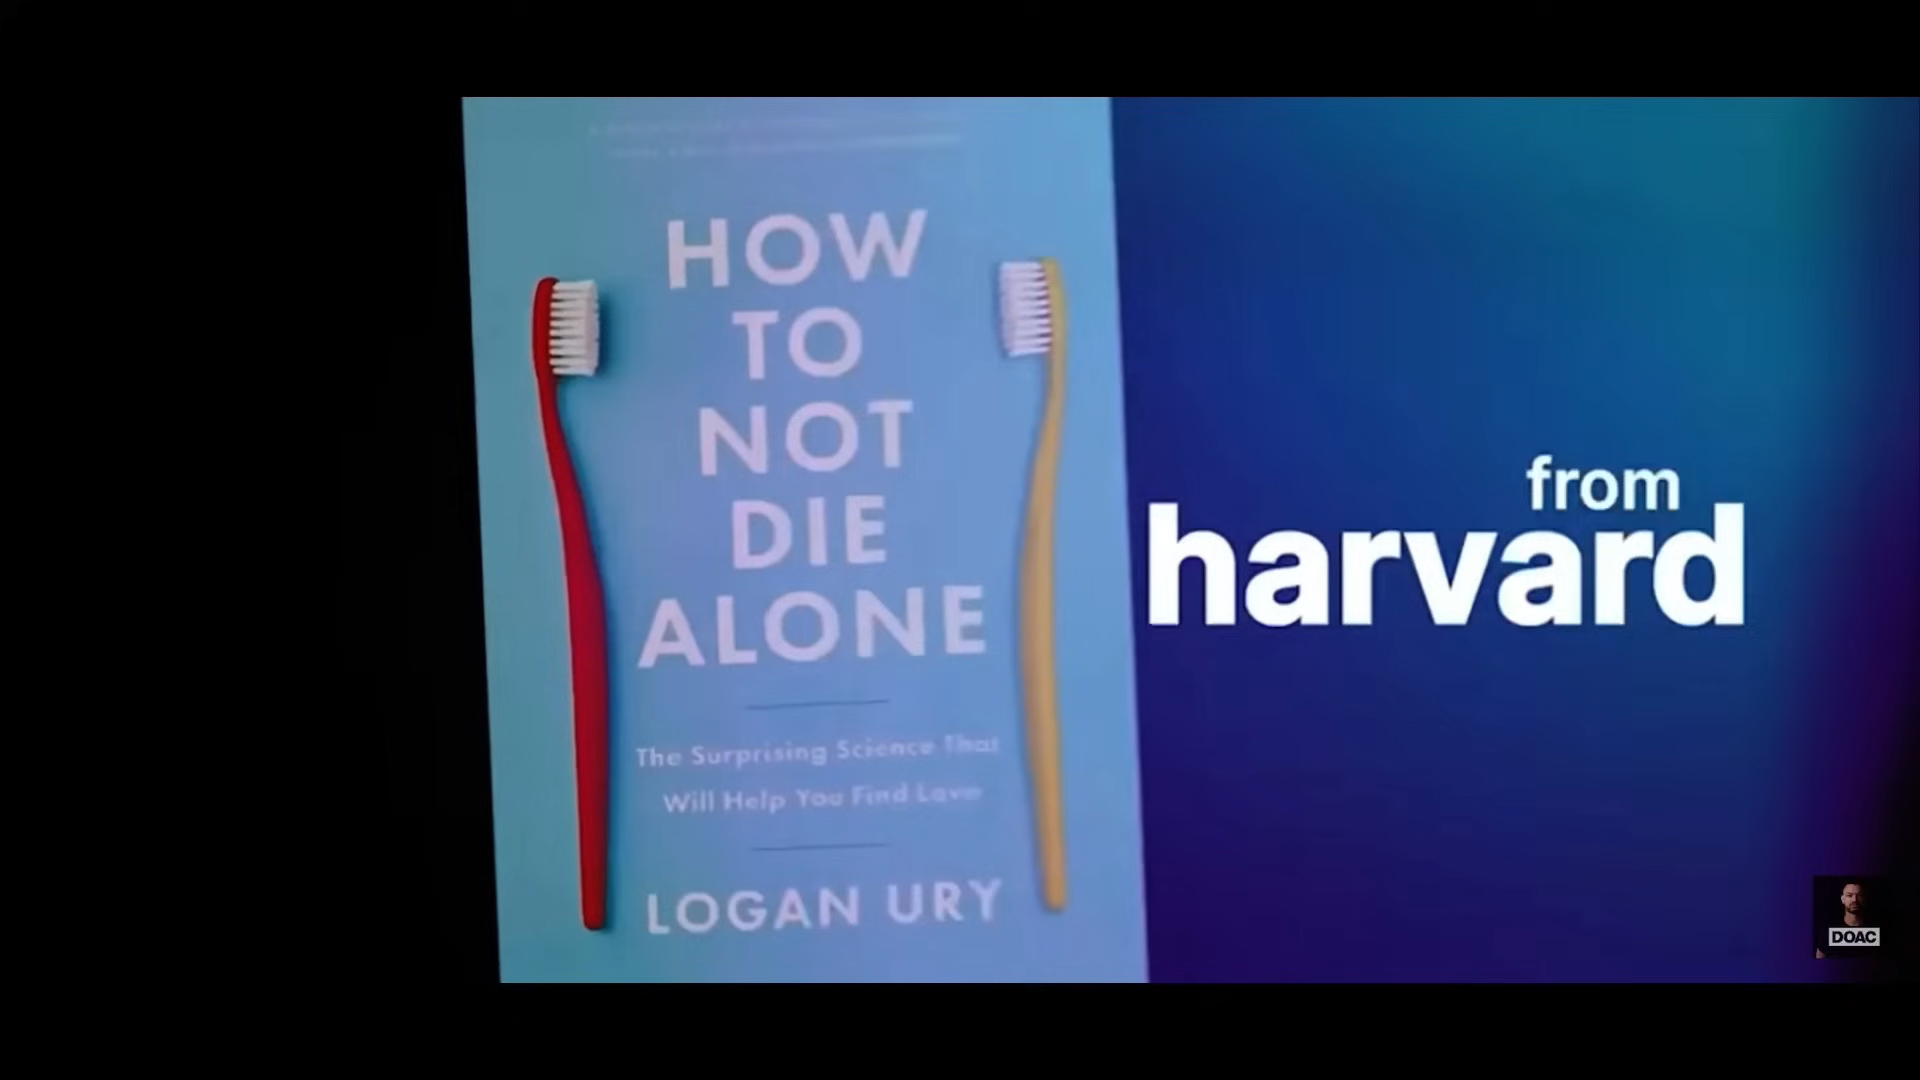 HOW
TO
NOT
DIE
ALONE
The Surprising Science That
Will Help You Find Love
LOGAN URY
from
harvard
DOAC